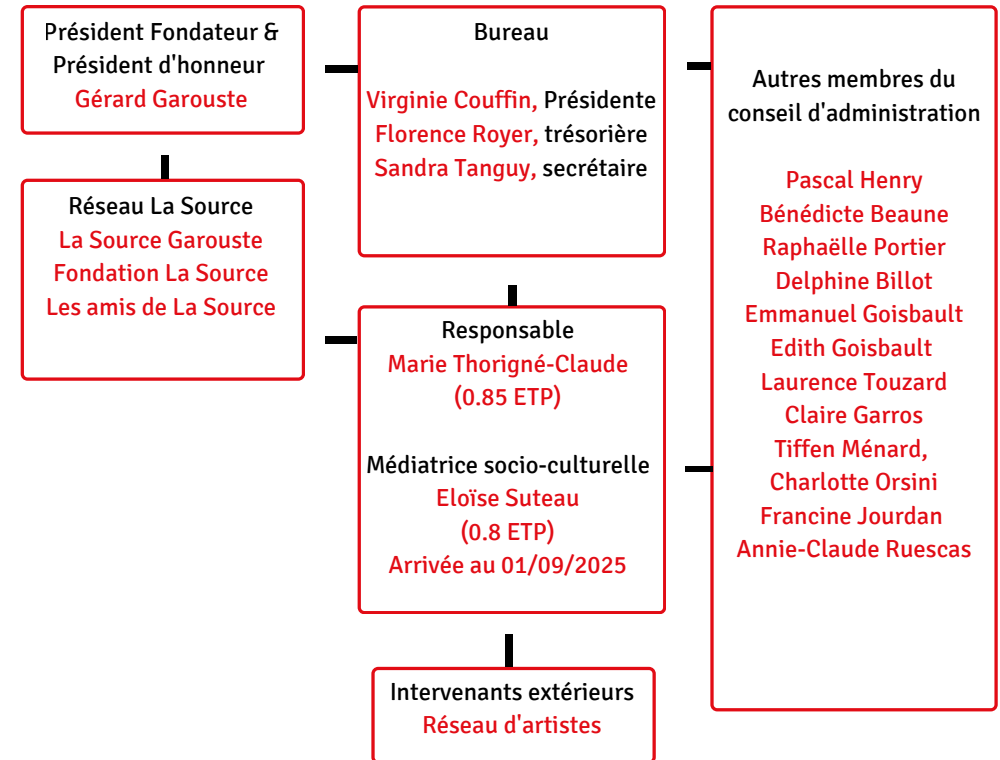 Président Fondateur &
Président d'honneur
Gérard Garouste
Réseau La Source
La Source Garouste
Fondation La Source
Les amis de La Source
Bureau
Virginie Couffin, Présidente
Florence Royer, trésorière
Sandra Tanguy, secrétaire
Responsable
Marie Thorigné-Claude
(0.85 ETP)
Médiatrice socio-culturelle
Eloïse Suteau
(0.8 ETP)
Arrivée au 01/09/2025
Intervenants extérieurs
Réseau d'artistes
Autres membres du
conseil d'administration
Pascal Henry
Bénédicte Beaune
Raphaëlle Portier
Delphine Billot
Emmanuel Goisbault
Edith Goisbault
Laurence Touzard
Claire Garros
Tiffen Ménard,
Charlotte Orsini
Francine Jourdan
Annie-Claude Ruescas